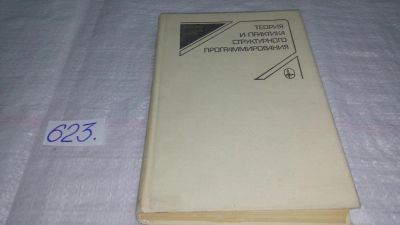 623.
ТЕОРИЯ
И ПРАКТИКА
СТРУКТУРНОГО
ПРОГРАММИРОВАНИЯ